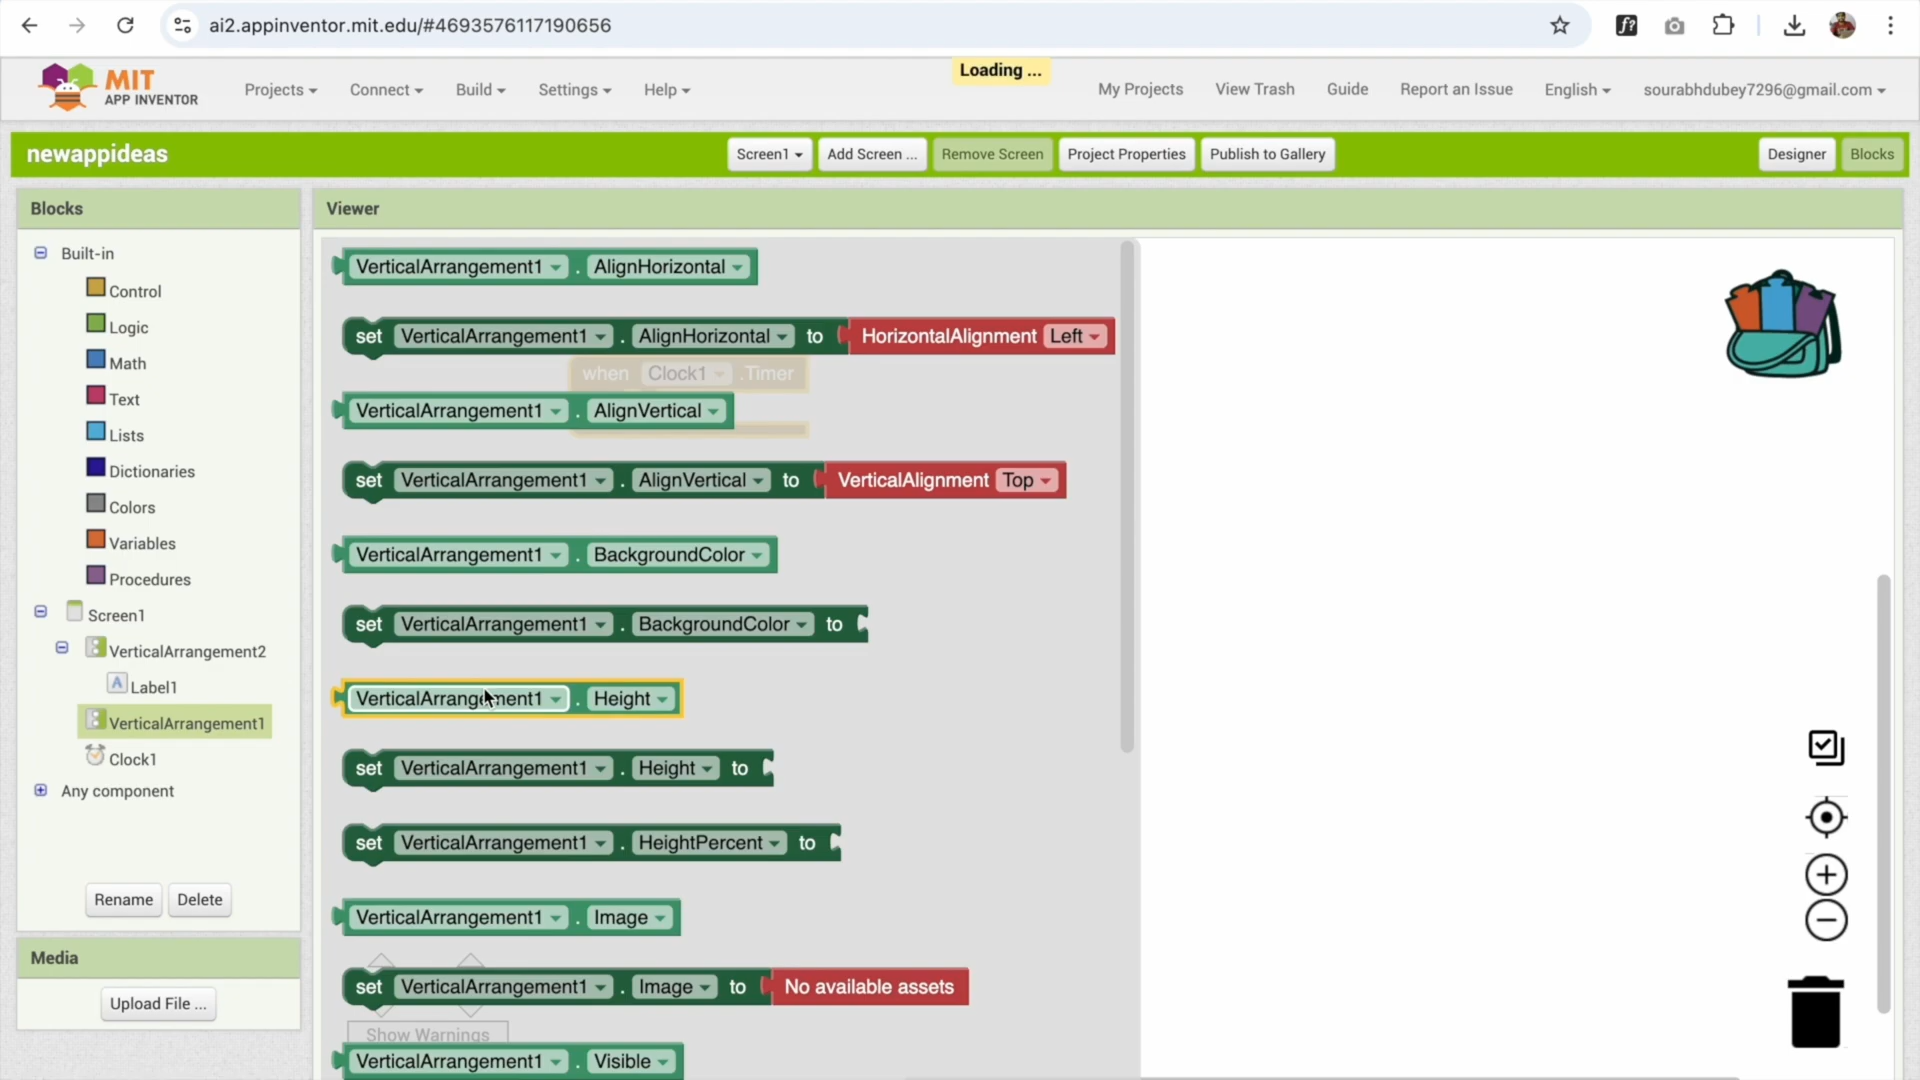 ai2.appinventor.mit.edu/#4693576117190656
f?
MIT
APP INVENTOR
Projects
Connect
Build
Settings
Help
Loading ...
My Projects
View Trash
Guide
Report an Issue
English
sourabhdubey7296@gmail.com
newappideas
Screen1
Add Screen ...
Remove Screen
Project Properties
Publish to Gallery
Designer
Blocks
Blocks
Built-in
Control
Logic
Math
Text
Lists
Dictionaries
Colors
Variables
Procedures
Screen1
VerticalArrangement2
A Label1
VerticalArrangement1
Clock1
Any component
Rename
Delete
Media
Upload File ...
Viewer
VerticalArrangement1 . AlignHorizontal
set VerticalArrangement1 . AlignHorizontal to HorizontalAlignment Left
when Clock1 .Timer
VerticalArrangement1 . AlignVertical
set VerticalArrangement1 . AlignVertical to VerticalAlignment Top
VerticalArrangement1 . BackgroundColor
set VerticalArrangement1 . BackgroundColor to
VerticalArrangement1 . Height
set VerticalArrangement1 . Height to
set VerticalArrangement1 . HeightPercent to
VerticalArrangement1 . Image
set VerticalArrangement1 . Image to No available assets
Show Warnings
VerticalArrangement1 . Visible